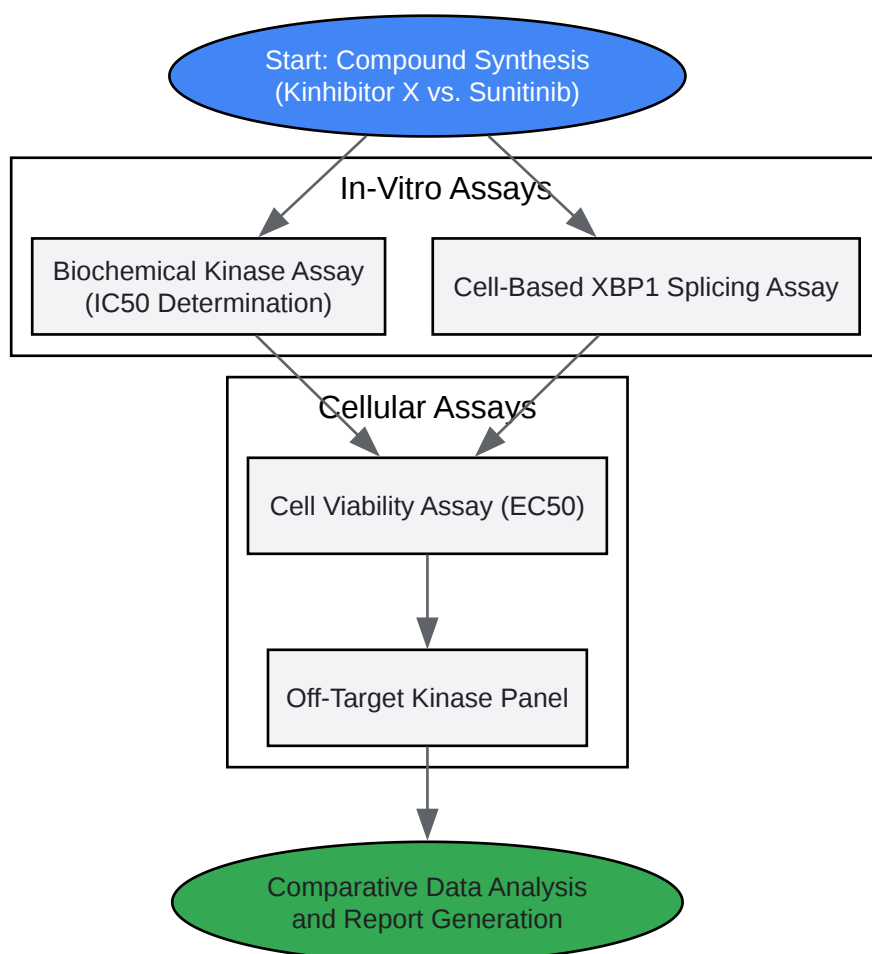 Start: Compound Synthesis
(Kinhibitor X vs. Sunitinib)
In-Vitro Assays
Biochemical Kinase Assay
(IC50 Determination)
Cell-Based XBP1 Splicing Assay
Cellular Assays
Cell Viability Assay (EC50)
Off-Target Kinase Panel
Comparative Data Analysis
and Report Generation